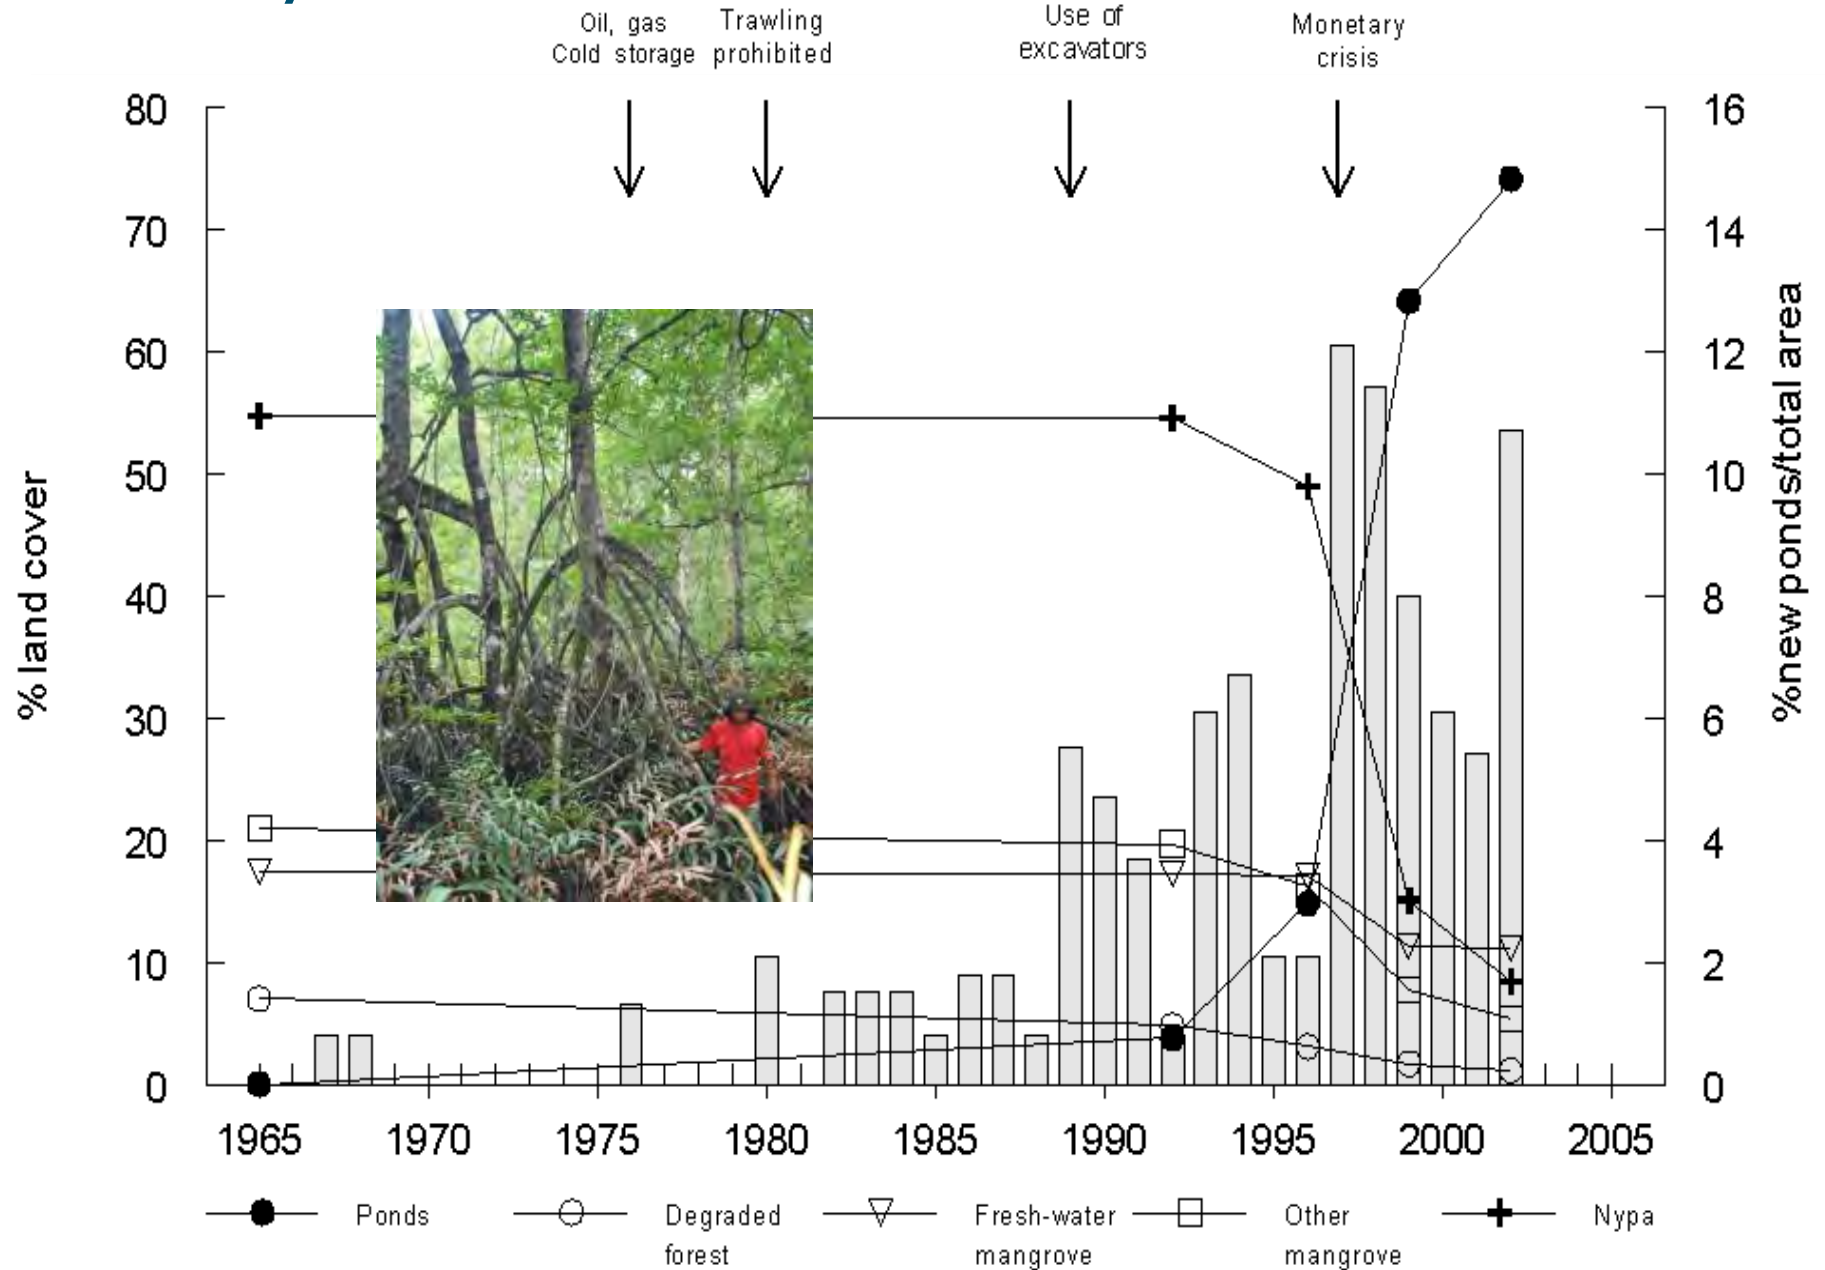 Oil, gas
Cold storage
Trawling
prohibited
Use of
excavators
Monetary
crisis
80
70
60
50
40
30
20
10
0
% land cover
16
14
12
10
8
6
4
2
0
%new ponds/total area
1965 1970 1975 1980 1985 1990 1995 2000 2005
Ponds
Degraded
forest
Fresh-water
mangrove
Other
mangrove
Nypa